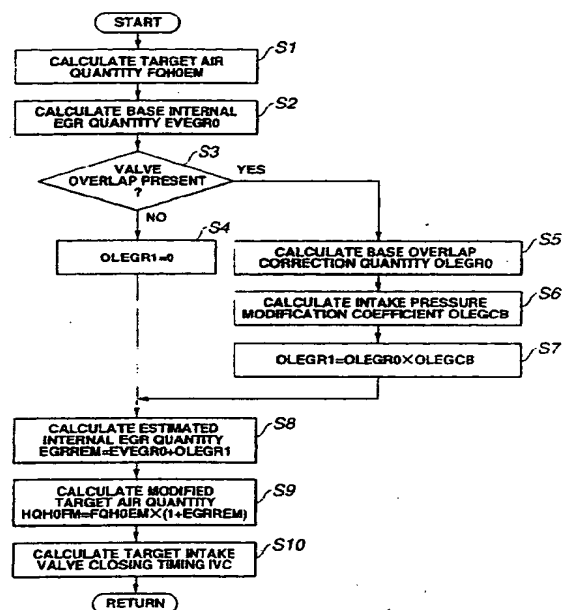 START
S1
CALCULATE TARGET AIR
QUANTITY FQH0EM
S2
CALCULATE BASE INTERNAL
EGR QUANTITY EVEGR0
S3
VALVE
OVERLAP PRESENT
?
YES
NO
S4
OLEGR1=0
S5
CALCULATE BASE OVERLAP
CORRECTION QUANTITY OLEGR0
S6
CALCULATE INTAKE PRESSURE
MODIFICATION COEFFICIENT OLEGCB
S7
OLEGR1=OLEGR0×OLEGCB
S8
CALCULATE ESTIMATED
INTERNAL EGR QUANTITY
EGRREM=EVEGR0+OLEGR1
S9
CALCULATE MODIFIED
TARGET AIR QUANTITY
HQH0FM=FQH0EM×(1+EGRREM)
S10
CALCULATE TARGET INTAKE
VALVE CLOSING TIMING IVC
RETURN